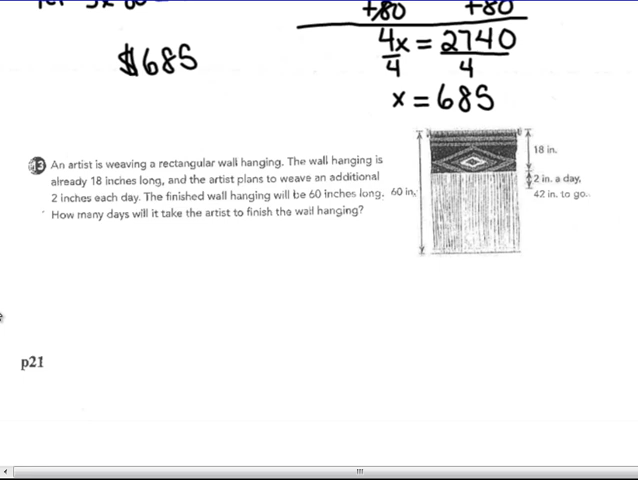 +80 +80
4x = 2740
4 4
$685
x = 685
13 An artist is weaving a rectangular wall hanging. The wall hanging is
already 18 inches long, and the artist plans to weave an additional
2 inches each day. The finished wall hanging will be 60 inches long.
How many days will it take the artist to finish the wall hanging?
18 in.
60 in.
2 in. a day,
42 in. to go.
p21